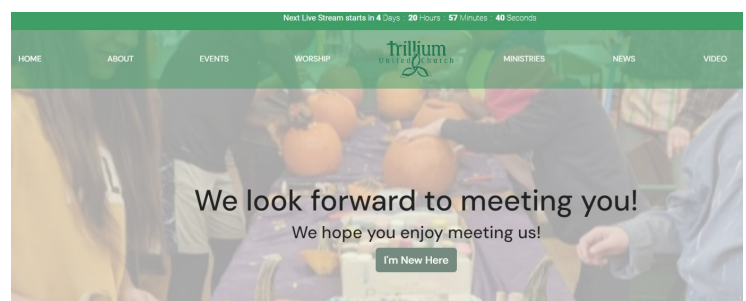 Next Live Stream starts in 4 Days : 20 Hours : 57 Minutes : 40 Seconds
HOME ABOUT EVENTS WORSHIP trillium MINISTRIES NEWS VIDEO
United Church
We look forward to meeting you!
We hope you enjoy meeting us!
I'm New Here